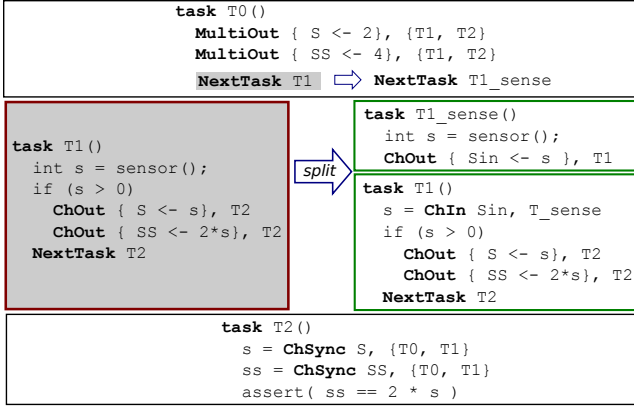 task T0()
MultiOut { S <- 2}, {T1, T2}
MultiOut { SS <- 4}, {T1, T2}
NextTask T1 NextTask T1_sense
task T1()
int s = sensor();
if (s > 0)
ChOut { S <- s}, T2
ChOut { SS <- 2*s}, T2
NextTask T2
split
task T1_sense()
int s = sensor();
ChOut { Sin <- s }, T1
task T1()
s = ChIn Sin, T_sense
if (s > 0)
ChOut { S <- s}, T2
ChOut { SS <- 2*s}, T2
NextTask T2
task T2()
s = ChSync S, {T0, T1}
ss = ChSync SS, {T0, T1}
assert( ss == 2 * s )